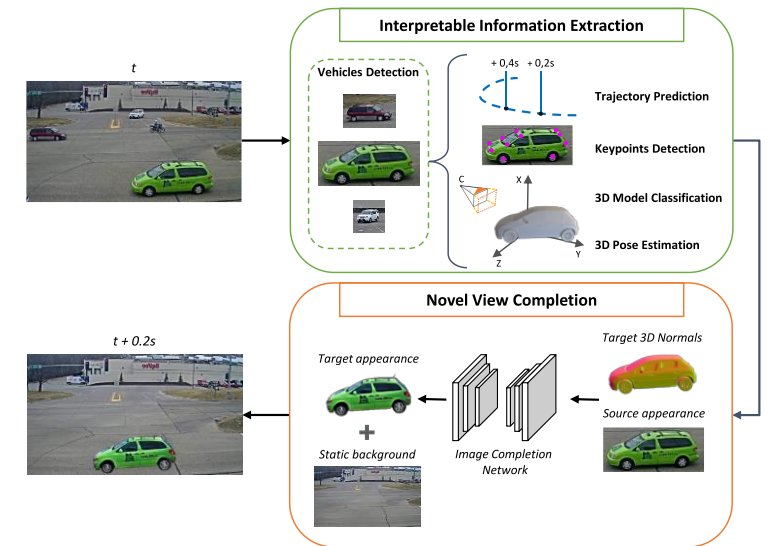 Interpretable Information Extraction
t
Vehicles Detection
+ 0,4s
+ 0,2s
Trajectory Prediction
Keypoints Detection
C
X
3D Model Classification
3D Pose Estimation
Y
Z
Novel View Completion
t + 0.2s
Target appearance
Target 3D Normals
+
Source appearance
Static background
Image Completion
Network